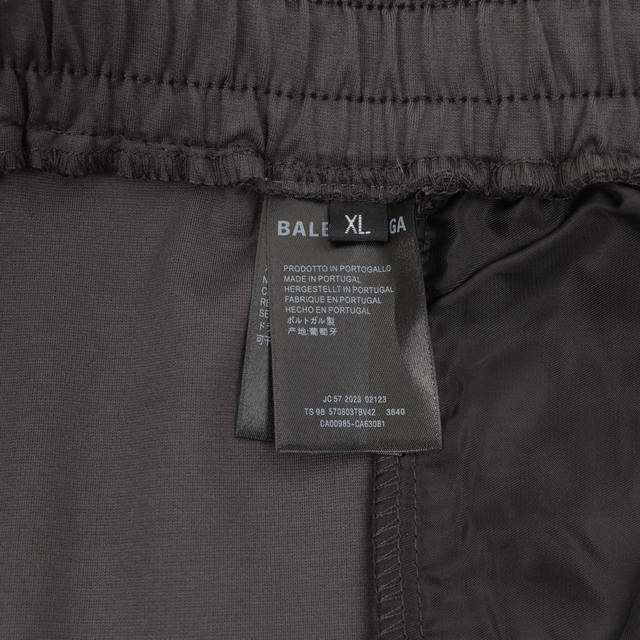 BALE XL GA
PRODOTTO IN PORTOGALLO
MADE IN PORTUGAL
HERGESTELLT IN PORTUGAL
FABRIQUE EN PORTUGAL
HECHO EN PORTUGAL
ポルトガル製
产地:葡萄牙
JC 57 2023 02123
TS 98 570803TBV42 3640
CA00985-CA63081